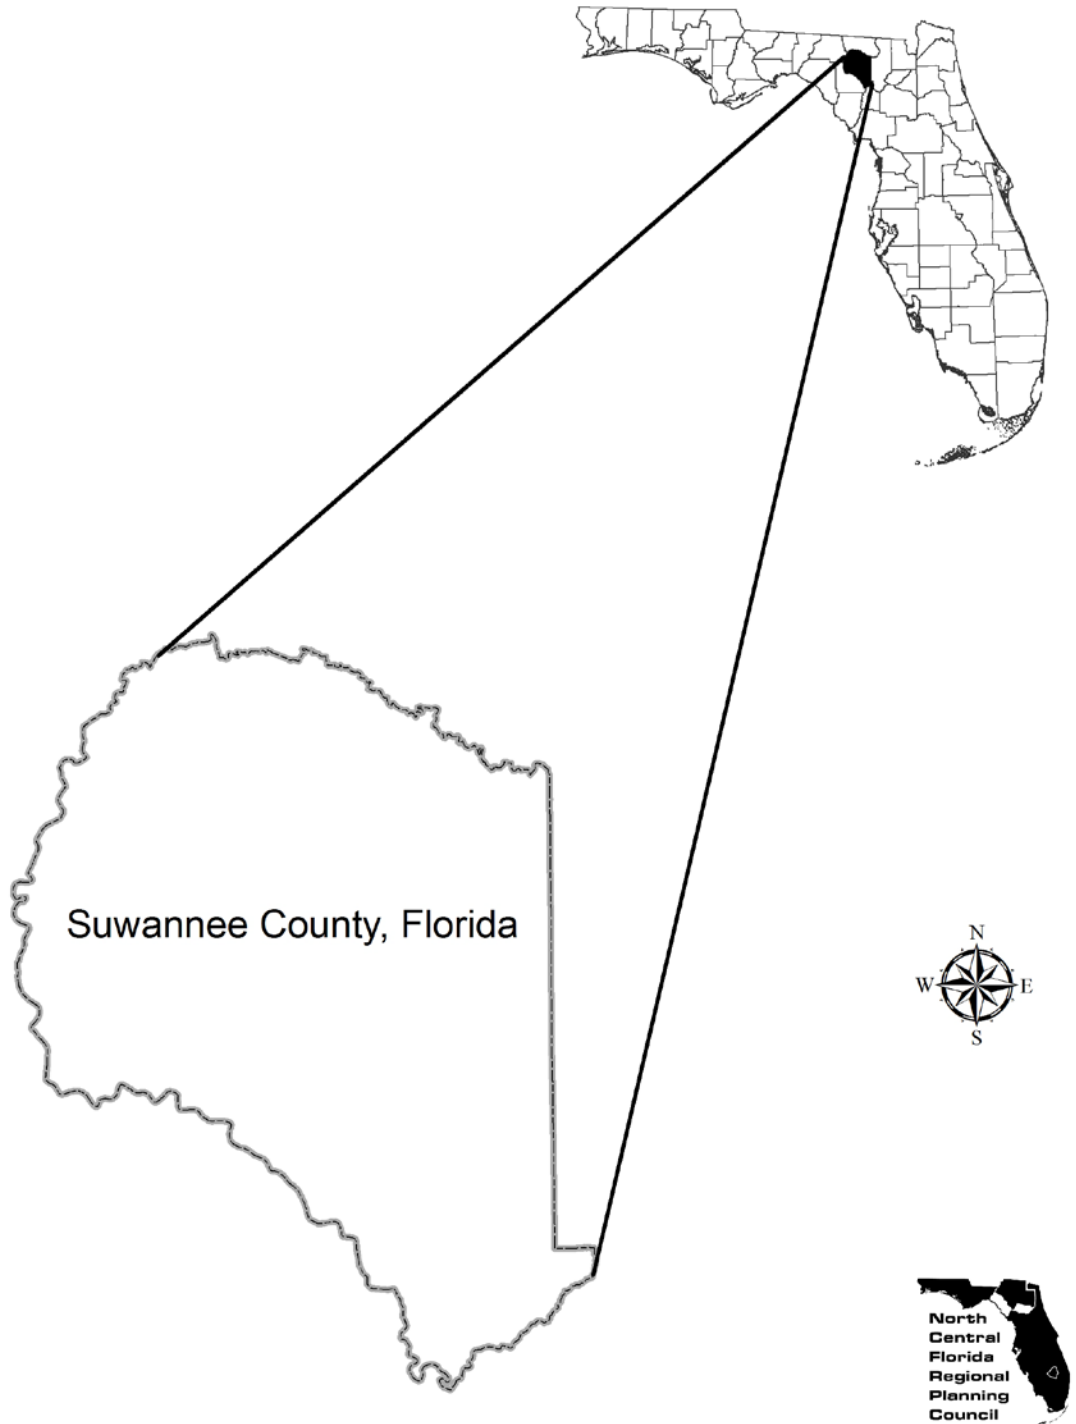 Suwannee County, Florida
N
W E
S
North
Central
Florida
Regional
Planning
Council